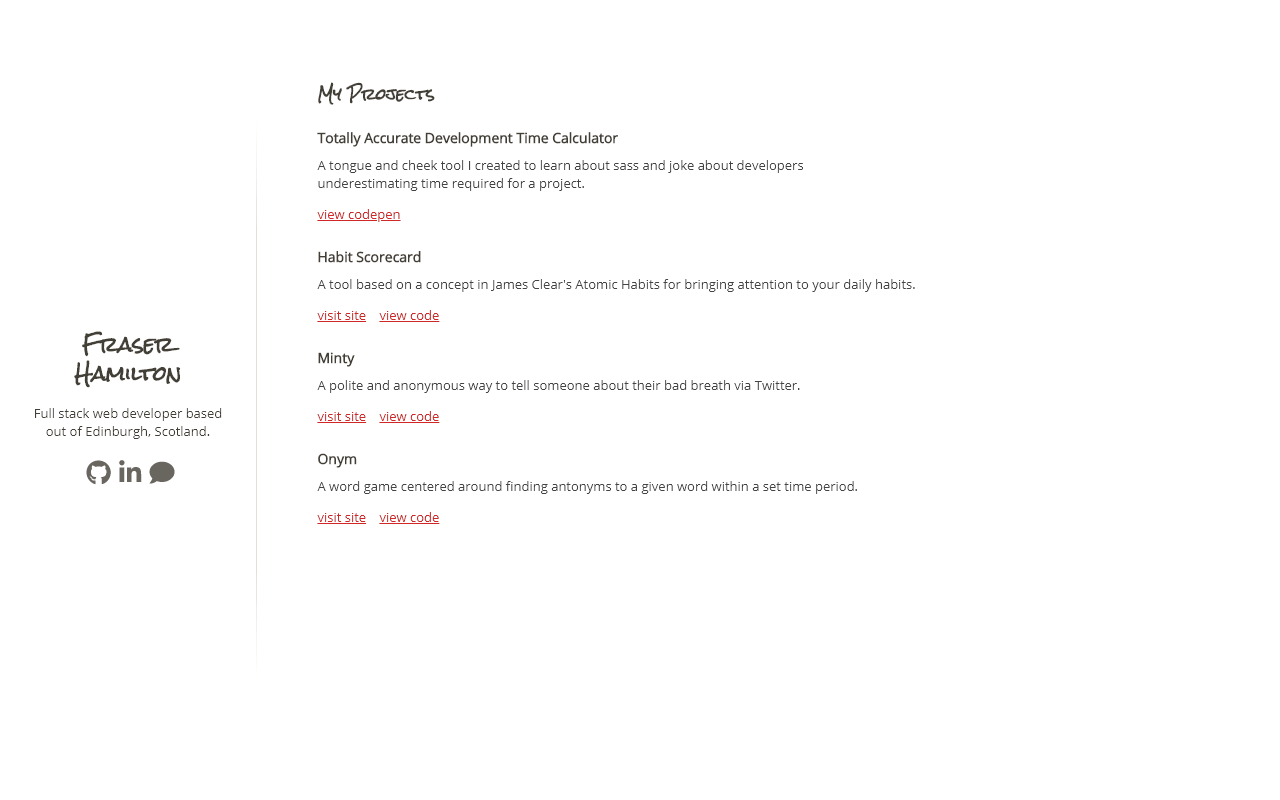 Fraser
Hamilton
Full stack web developer based
out of Edinburgh, Scotland.
My Projects
Totally Accurate Development Time Calculator
A tongue and cheek tool I created to learn about sass and joke about developers
underestimating time required for a project.
view codepen
Habit Scorecard
A tool based on a concept in James Clear's Atomic Habits for bringing attention to your daily habits.
visit site view code
Minty
A polite and anonymous way to tell someone about their bad breath via Twitter.
visit site view code
Onym
A word game centered around finding antonyms to a given word within a set time period.
visit site view code